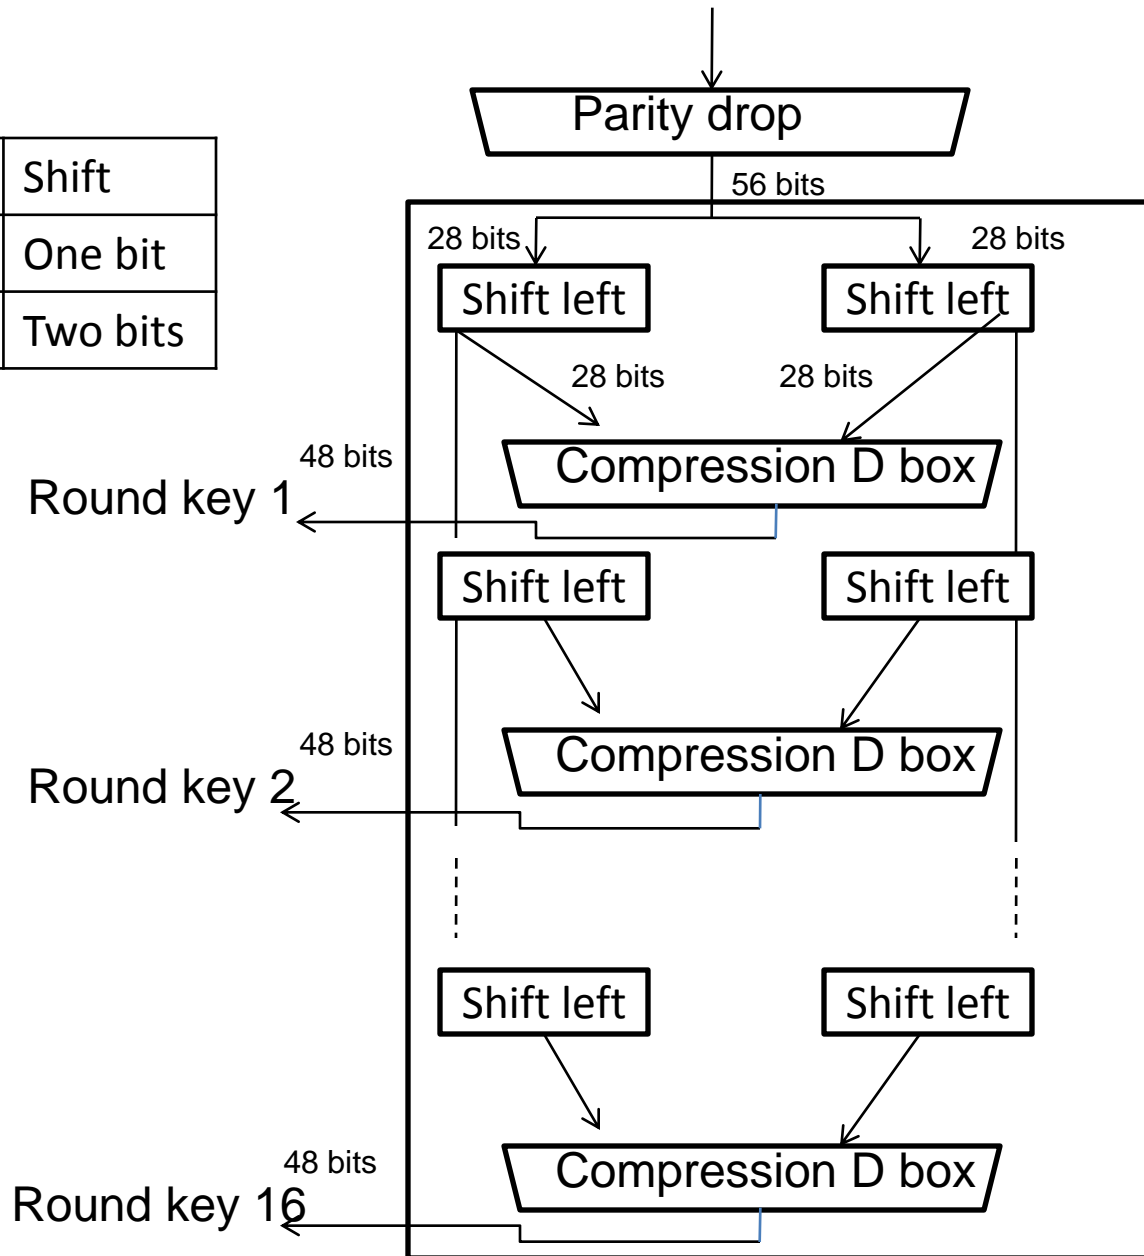 Parity drop
56 bits
Shift
One bit
Two bits
28 bits
28 bits
Shift left
Shift left
28 bits
28 bits
Compression D box
48 bits
Round key 1
Shift left
Shift left
Compression D box
48 bits
Round key 2
Shift left
Shift left
Compression D box
48 bits
Round key 16